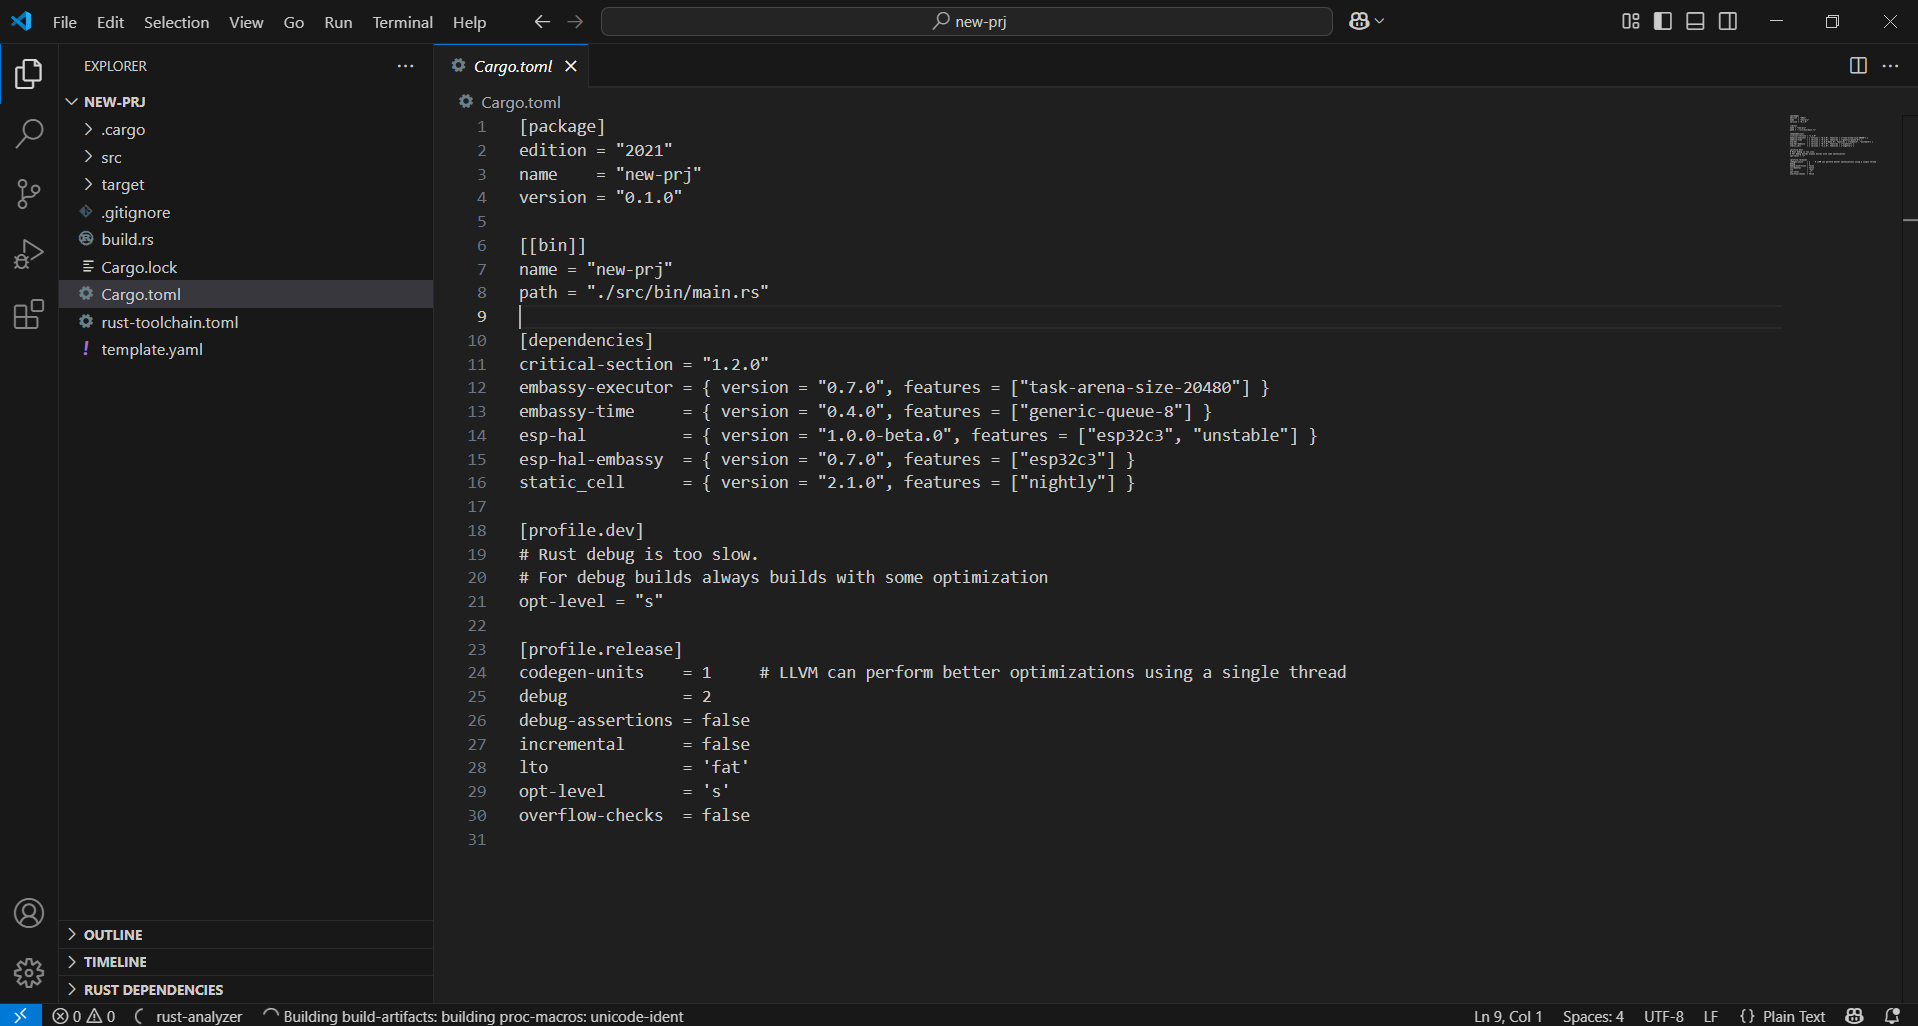 File Edit Selection View Go Run Terminal Help
new-prj
EXPLORER
NEW-PRJ
.cargo
src
target
.gitignore
build.rs
Cargo.lock
Cargo.toml
rust-toolchain.toml
! template.yaml
OUTLINE
TIMELINE
RUST DEPENDENCIES
Cargo.toml
Cargo.toml
1 [package]
2 edition = "2021"
3 name    = "new-prj"
4 version = "0.1.0"
5
6 [[bin]]
7 name = "new-prj"
8 path = "./src/bin/main.rs"
9
10 [dependencies]
11 critical-section = "1.2.0"
12 embassy-executor = { version = "0.7.0", features = ["task-arena-size-20480"] }
13 embassy-time     = { version = "0.4.0", features = ["generic-queue-8"] }
14 esp-hal          = { version = "1.0.0-beta.0", features = ["esp32c3", "unstable"] }
15 esp-hal-embassy  = { version = "0.7.0", features = ["esp32c3"] }
16 static_cell      = { version = "2.1.0", features = ["nightly"] }
17
18 [profile.dev]
19 # Rust debug is too slow.
20 # For debug builds always builds with some optimization
21 opt-level = "s"
22
23 [profile.release]
24 codegen-units    = 1     # LLVM can perform better optimizations using a single thread
25 debug            = 2
26 debug-assertions = false
27 incremental      = false
28 lto              = 'fat'
29 opt-level        = 's'
30 overflow-checks  = false
31
0 0 rust-analyzer Building build-artifacts: building proc-macros: unicode-ident Ln 9, Col 1 Spaces: 4 UTF-8 LF {} Plain Text